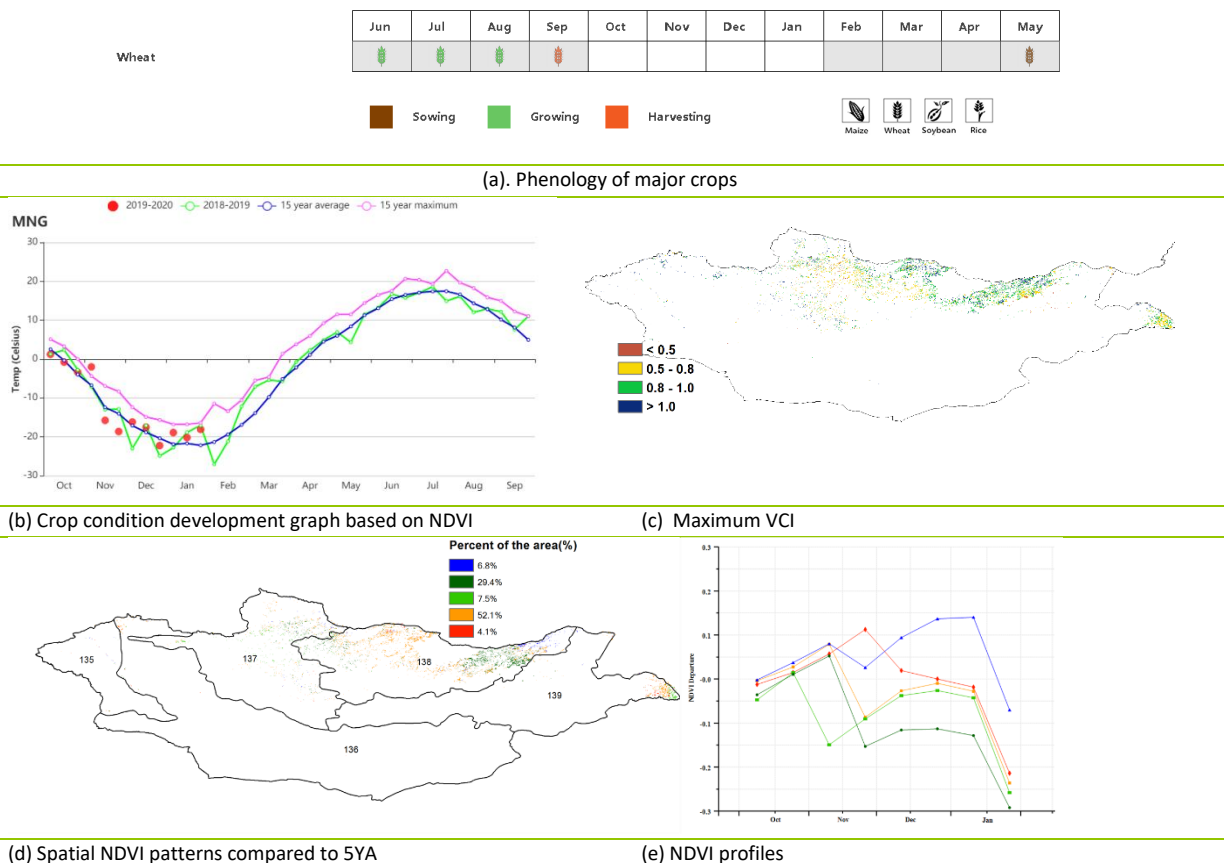 Jun Jul Aug Sep Oct Nov Dec Jan Feb Mar Apr May
Wheat
Sowing Growing Harvesting
Maize Wheat Soybean Rice
(a). Phenology of major crops
2019-2020 2018-2019 15 year average 15 year maximum
MNG
Temp (Celsius)
30
20
10
0
-10
-20
-30
Oct Nov Dec Jan Feb Mar Apr May Jun Jul Aug Sep
< 0.5
0.5 - 0.8
0.8 - 1.0
> 1.0
(b) Crop condition development graph based on NDVI
(c) Maximum VCI
Percent of the area(%)
6.8%
29.4%
7.5%
52.1%
4.1%
135
137
138
139
136
NDVI Departure
0.3
0.2
0.1
-0.0
-0.1
-0.2
-0.3
Oct Nov Dec Jan
(d) Spatial NDVI patterns compared to 5YA
(e) NDVI profiles